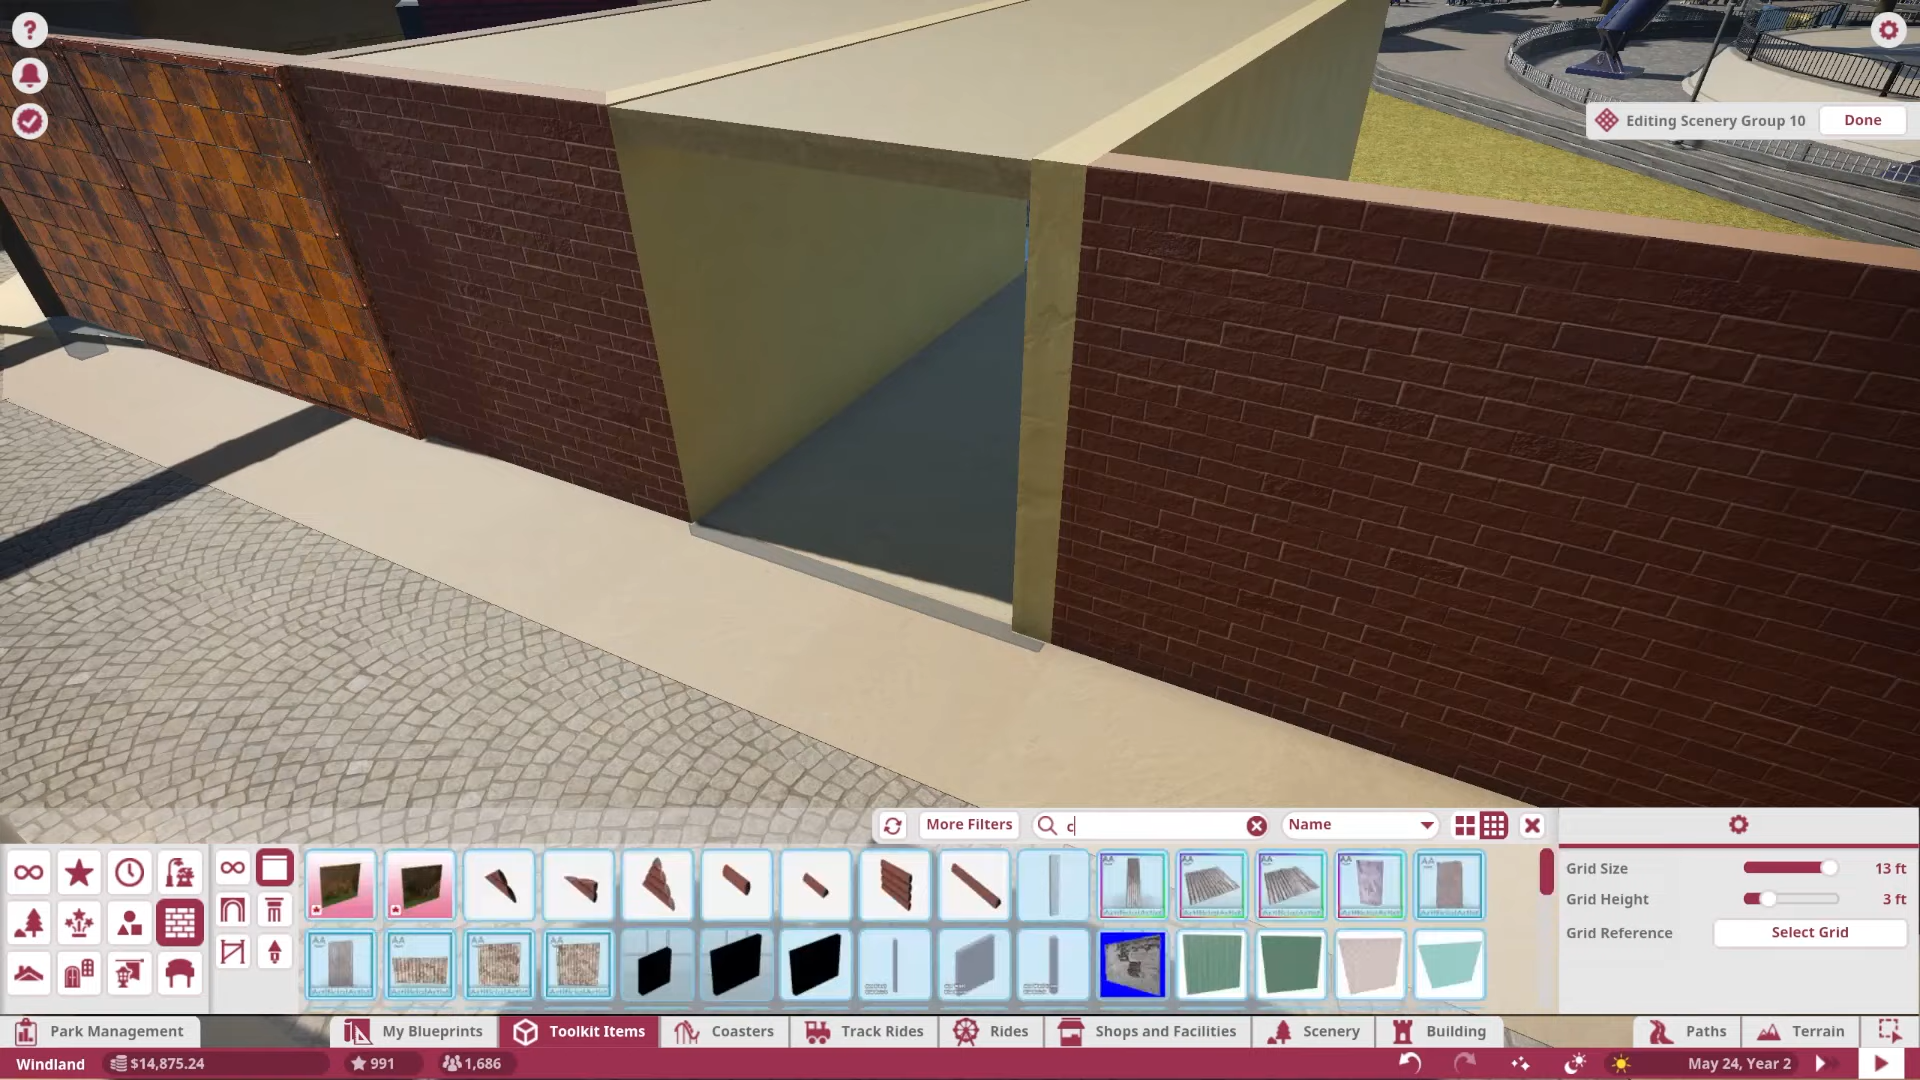 ?
Editing Scenery Group 10
Done
More Filters
c
Name
Grid Size
13 ft
Grid Height
3 ft
Grid Reference
Select Grid
Park Management
My Blueprints
Toolkit Items
Coasters
Track Rides
Rides
Shops and Facilities
Scenery
Building
Paths
Terrain
Windland
$14,875.24
991
1,686
May 24, Year 2